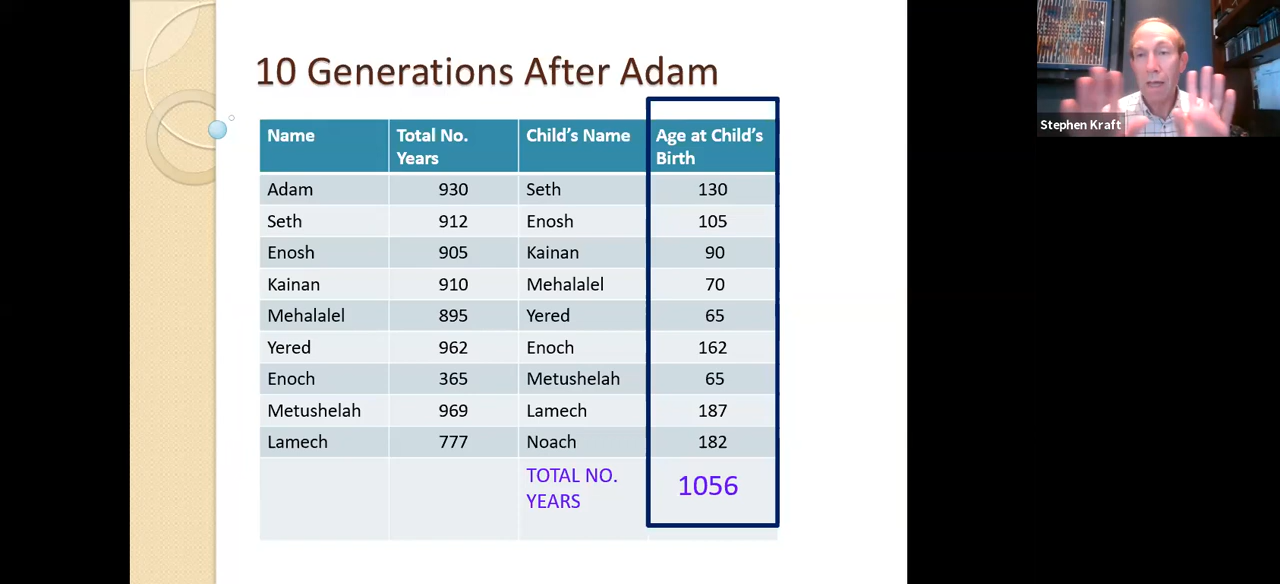 10 Generations After Adam
Name Total No. Years Child's Name Age at Child's Birth
Adam 930 Seth 130
Seth 912 Enosh 105
Enosh 905 Kainan 90
Kainan 910 Mehalalel 70
Mehalalel 895 Yered 65
Yered 962 Enoch 162
Enoch 365 Metushelah 65
Metushelah 969 Lamech 187
Lamech 777 Noach 182
TOTAL NO. YEARS 1056
Stephen Kraft